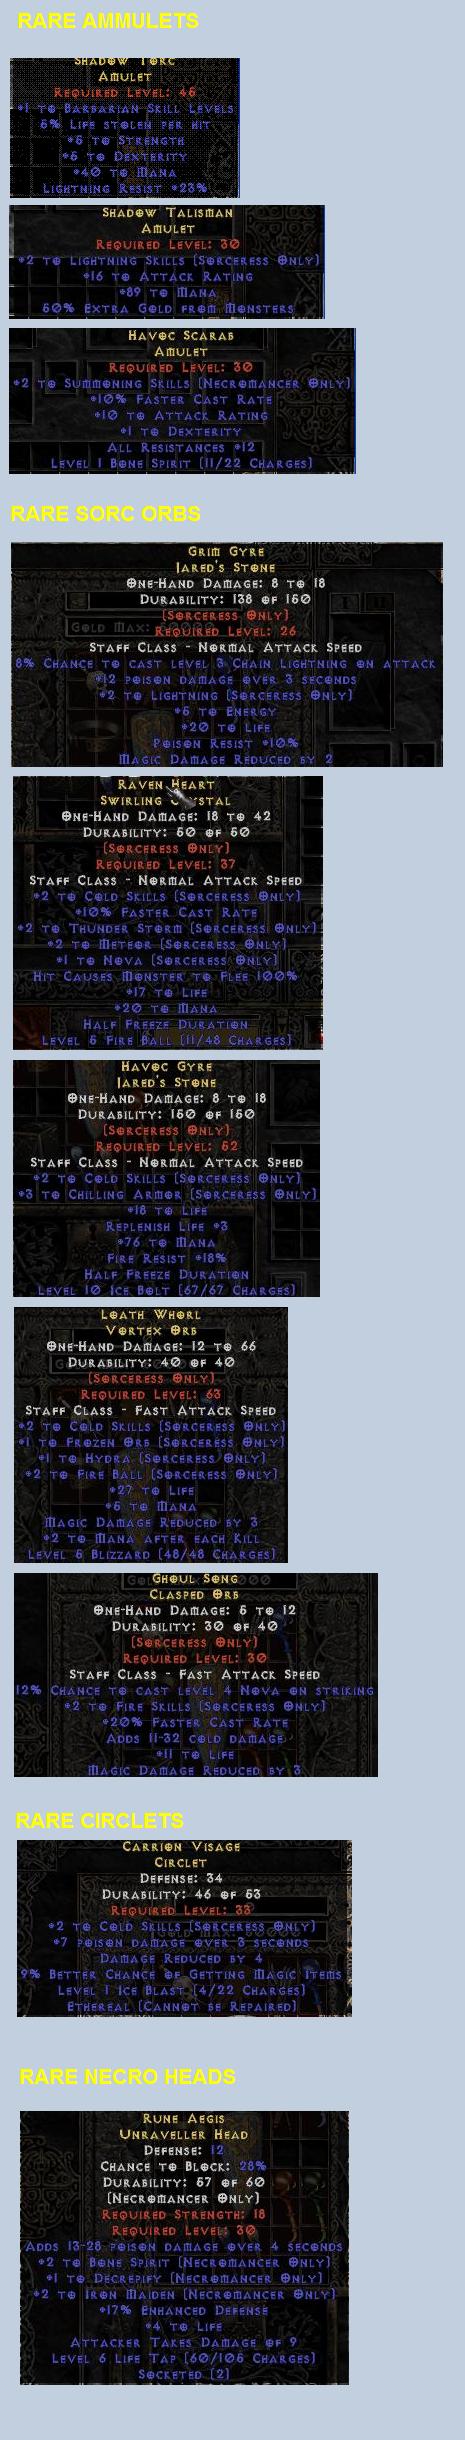 RARE AMMULETS
Shadow Torc
Amulet
Required Level: 45
+1 to Barbarian Skill Levels
5% Life stolen per hit
+5 to Strength
+5 to Dexterity
+40 to Mana
Lightning Resist +23%
Shadow Talisman
Amulet
Required Level: 30
+2 to Lightning Skills (Sorceress Only)
+16 to Attack Rating
+89 to Mana
50% Extra Gold from Monsters
Havoc Scarab
Amulet
Required Level: 30
+2 to Summoning Skills (Necromancer Only)
+10% Faster Cast Rate
+10 to Attack Rating
+1 to Dexterity
All Resistances +12
Level 1 Bone Spirit (11/22 Charges)
RARE SORC ORBS
Grim Gyre
Jared's Stone
One-Hand Damage: 8 to 18
Durability: 138 of 150
(Sorceress Only)
Gold Max:
Required Level: 26
Staff Class - Normal Attack Speed
8% Chance to cast level 3 Chain Lightning on attack
+12 poison damage over 3 seconds
+2 to Lightning (Sorceress Only)
+5 to Energy
+20 to Life
Poison Resist +10%
Magic Damage Reduced by 2
Raven Heart
Swirling Crystal
One-Hand Damage: 18 to 42
Durability: 50 of 50
(Sorceress Only)
Required Level: 37
Staff Class - Normal Attack Speed
+2 to Cold Skills (Sorceress Only)
+10% Faster Cast Rate
+2 to Thunder Storm (Sorceress Only)
+2 to Meteor (Sorceress Only)
+1 to Nova (Sorceress Only)
Hit Causes Monster to Flee 100%
+17 to Life
+20 to Mana
Half Freeze Duration
Level 5 Fire Ball (11/48 Charges)
Havoc Gyre
Jared's Stone
One-Hand Damage: 8 to 18
Durability: 150 of 150
(Sorceress Only)
Required Level: 52
Staff Class - Normal Attack Speed
+2 to Cold Skills (Sorceress Only)
+3 to Chilling Armor (Sorceress Only)
+18 to Life
Replenish Life +3
+76 to Mana
Fire Resist +18%
Half Freeze Duration
Level 10 Ice Bolt (67/67 Charges)
Loath Whorl
Vortex Orb
One-Hand Damage: 12 to 66
Durability: 40 of 40
(Sorceress Only)
Required Level: 63
Staff Class - Fast Attack Speed
+2 to Cold Skills (Sorceress Only)
+1 to Frozen Orb (Sorceress Only)
+1 to Hydra (Sorceress Only)
+2 to Fire Ball (Sorceress Only)
+27 to Life
+5 to Mana
Magic Damage Reduced by 3
+2 to Mana after each Kill
Level 5 Blizzard (48/48 Charges)
Ghoul Song
Clasped Orb
One-Hand Damage: 5 to 12
Durability: 30 of 40
(Sorceress Only)
Required Level: 30
Staff Class - Fast Attack Speed
12% Chance to cast level 4 Nova on striking
+2 to Fire Skills (Sorceress Only)
+20% Faster Cast Rate
Adds 11-32 cold damage
+11 to Life
Magic Damage Reduced by 3
RARE CIRCLETS
Carrion Visage
Circlet
Defense: 34
Durability: 46 of 53
Required Level: 33
+2 to Cold Skills (Sorceress Only)
+7 poison damage over 3 seconds
Damage Reduced by 4
9% Better Chance of Getting Magic Items
Level 1 Ice Blast (4/22 Charges)
Ethereal (Cannot be Repaired)
RARE NECRO HEADS
Rune Aegis
Unraveller Head
Defense: 12
Chance to Block: 28%
Durability: 57 of 60
(Necromancer Only)
Required Strength: 18
Required Level: 30
Adds 13-28 poison damage over 4 seconds
+2 to Bone Spirit (Necromancer Only)
+1 to Decrepify (Necromancer Only)
+2 to Iron Maiden (Necromancer Only)
+17% Enhanced Defense
+4 to Life
Attacker Takes Damage of 9
Level 6 Life Tap (60/105 Charges)
Socketed (2)